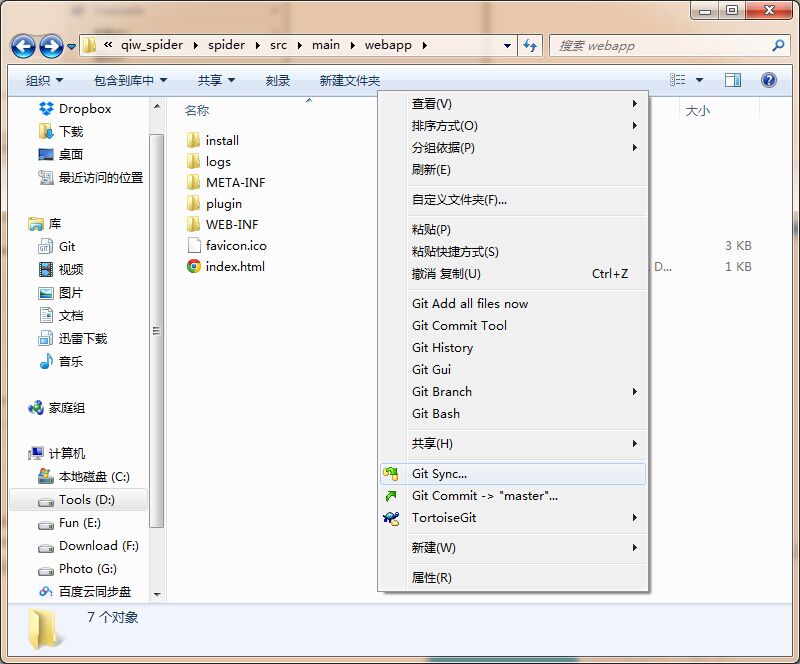 « qiw_spider spider src main webapp
搜索 webapp
组织 包含到库中 共享 刻录 新建文件夹
Dropbox
下载
桌面
最近访问的位置
库
Git
视频
图片
文档
迅雷下载
音乐
家庭组
计算机
本地磁盘 (C:)
Tools (D:)
Fun (E:)
Download (F:)
Photo (G:)
百度云同步盘
名称 大小
install
logs
META-INF
plugin
WEB-INF
favicon.ico 3 KB
index.html D... 1 KB
查看(V)
排序方式(O)
分组依据(P)
刷新(E)
自定义文件夹(F)...
粘贴(P)
粘贴快捷方式(S)
撤消 复制(U) Ctrl+Z
Git Add all files now
Git Commit Tool
Git History
Git Gui
Git Branch
Git Bash
共享(H)
Git Sync...
Git Commit -> "master"...
TortoiseGit
新建(W)
属性(R)
7 个对象